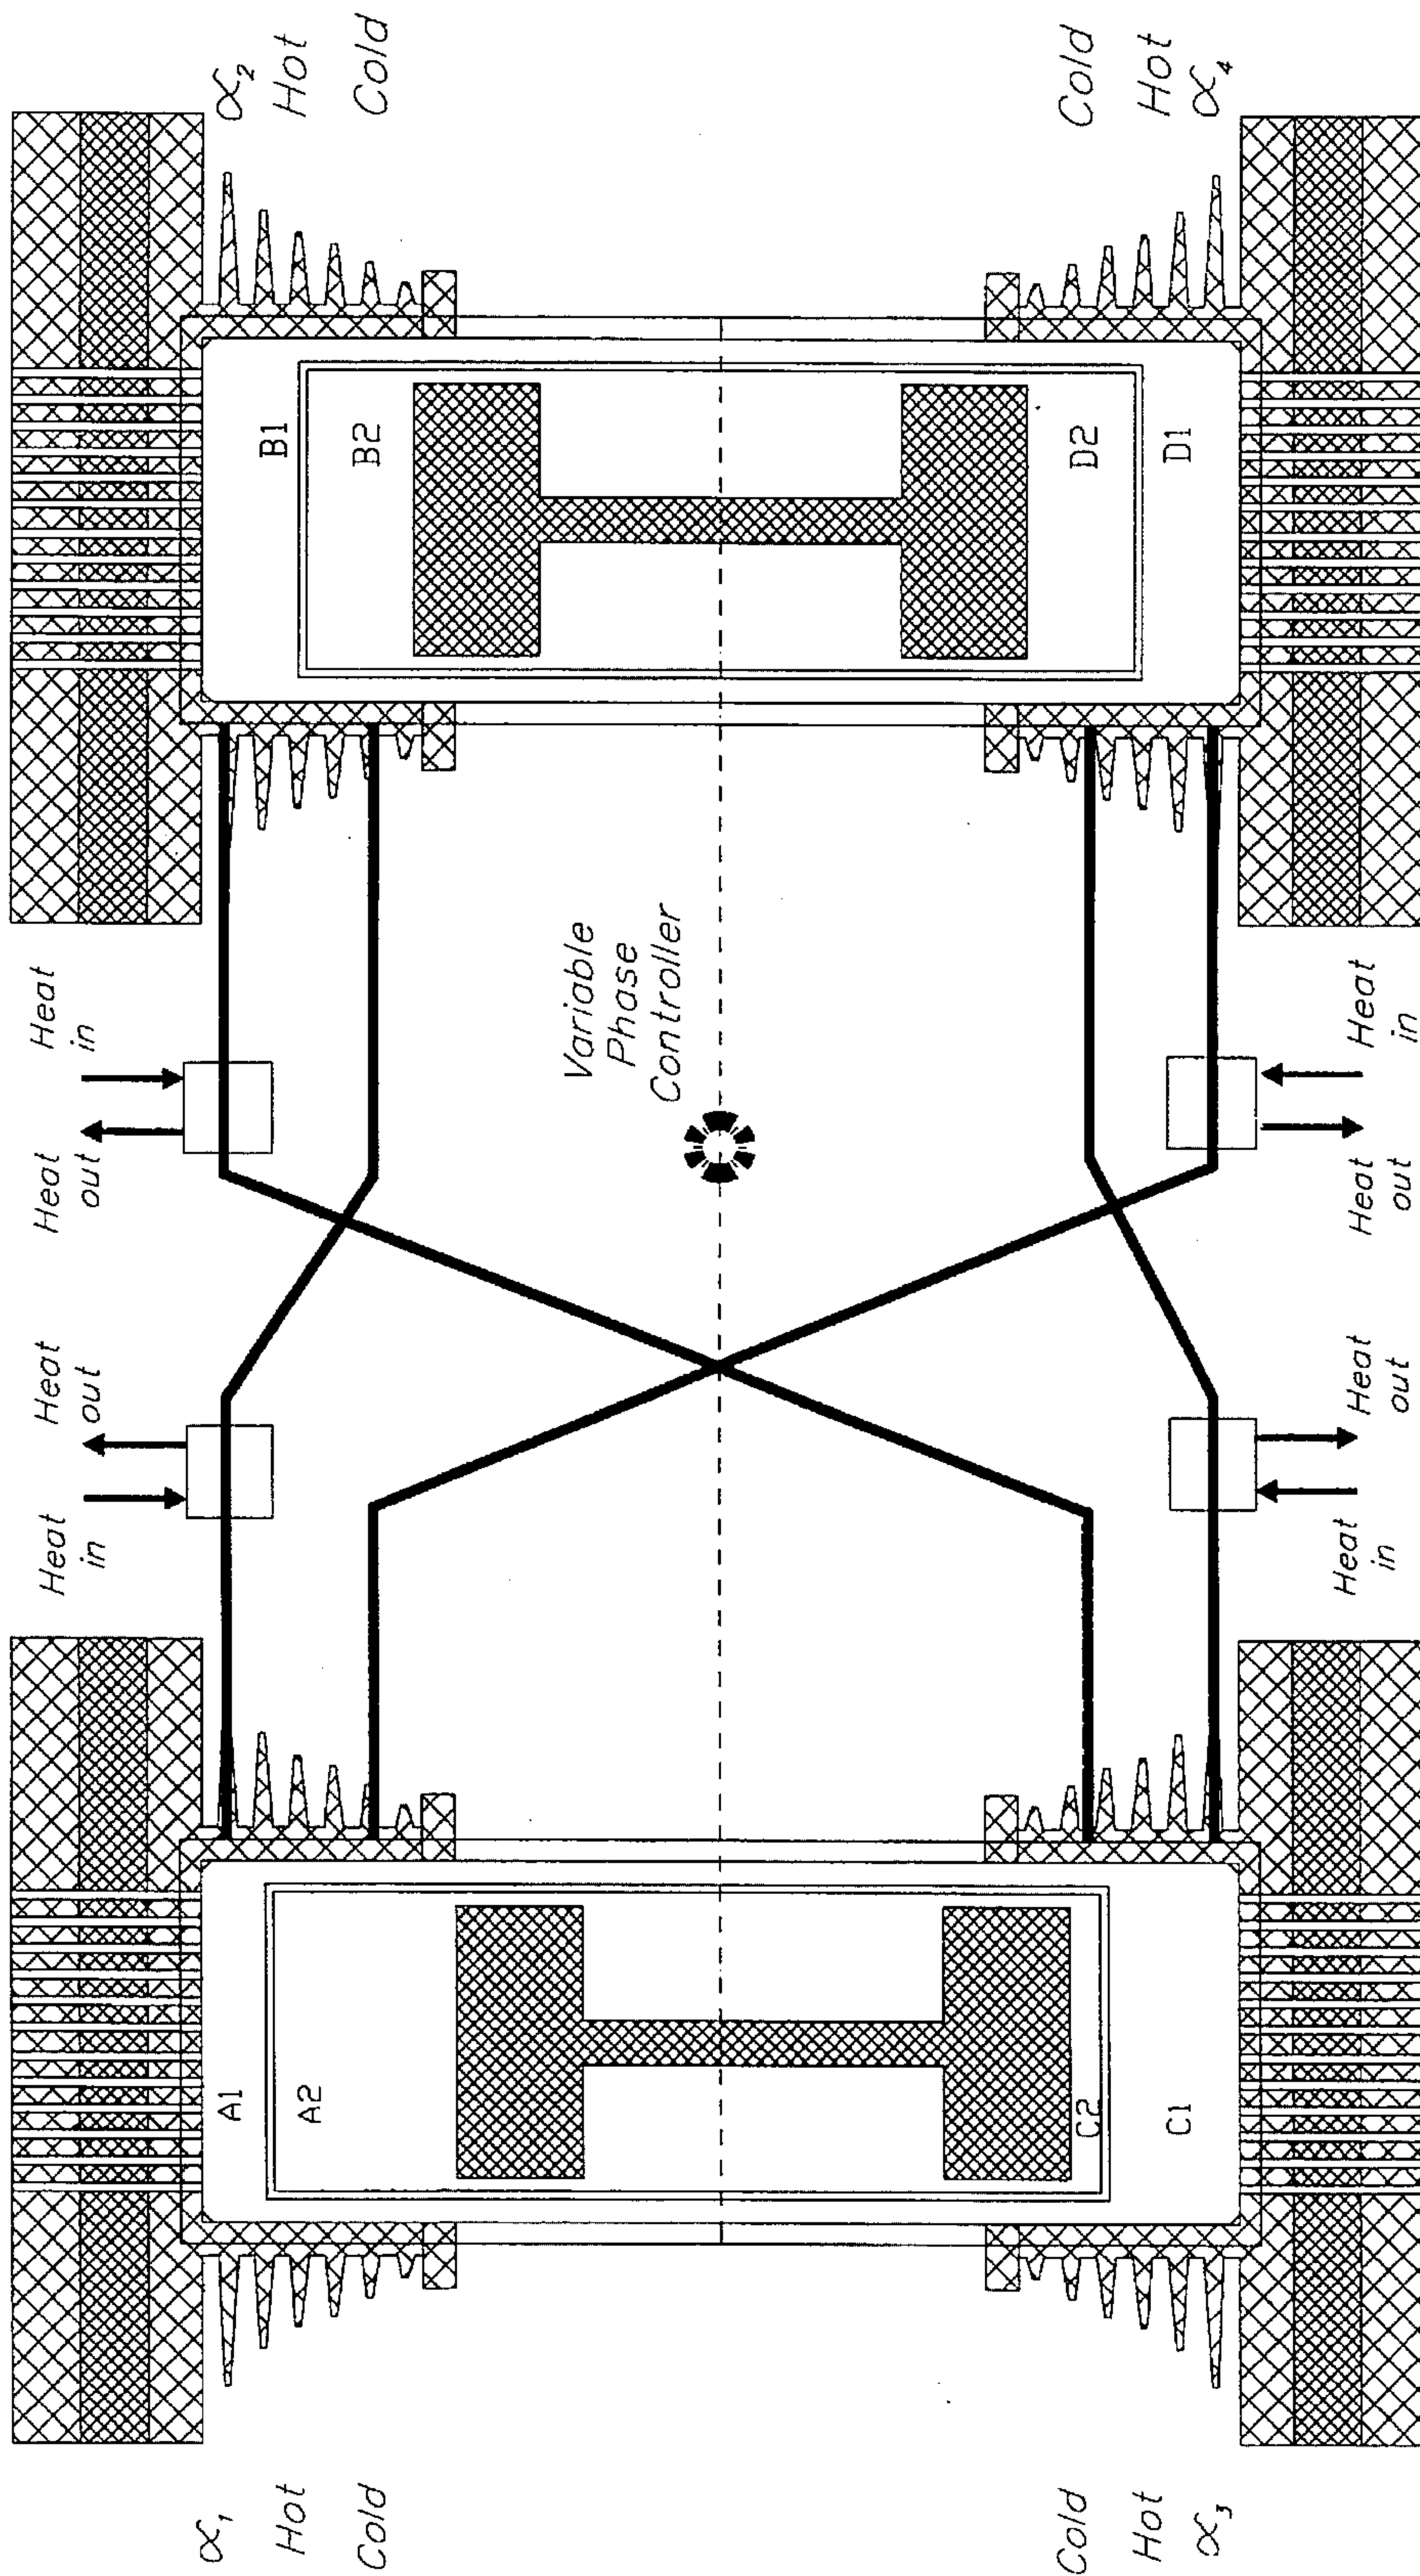 Heat
in
Heat
out
Heat
out
Heat
in
α₁
Hot
Cold
α₂
Hot
Cold
A1
A2
B1
B2
Variable
Phase
Controller
C2
C1
D2
D1
Cold
Hot
α₃
Cold
Hot
α₄
Heat
in
Heat
out
Heat
out
Heat
in